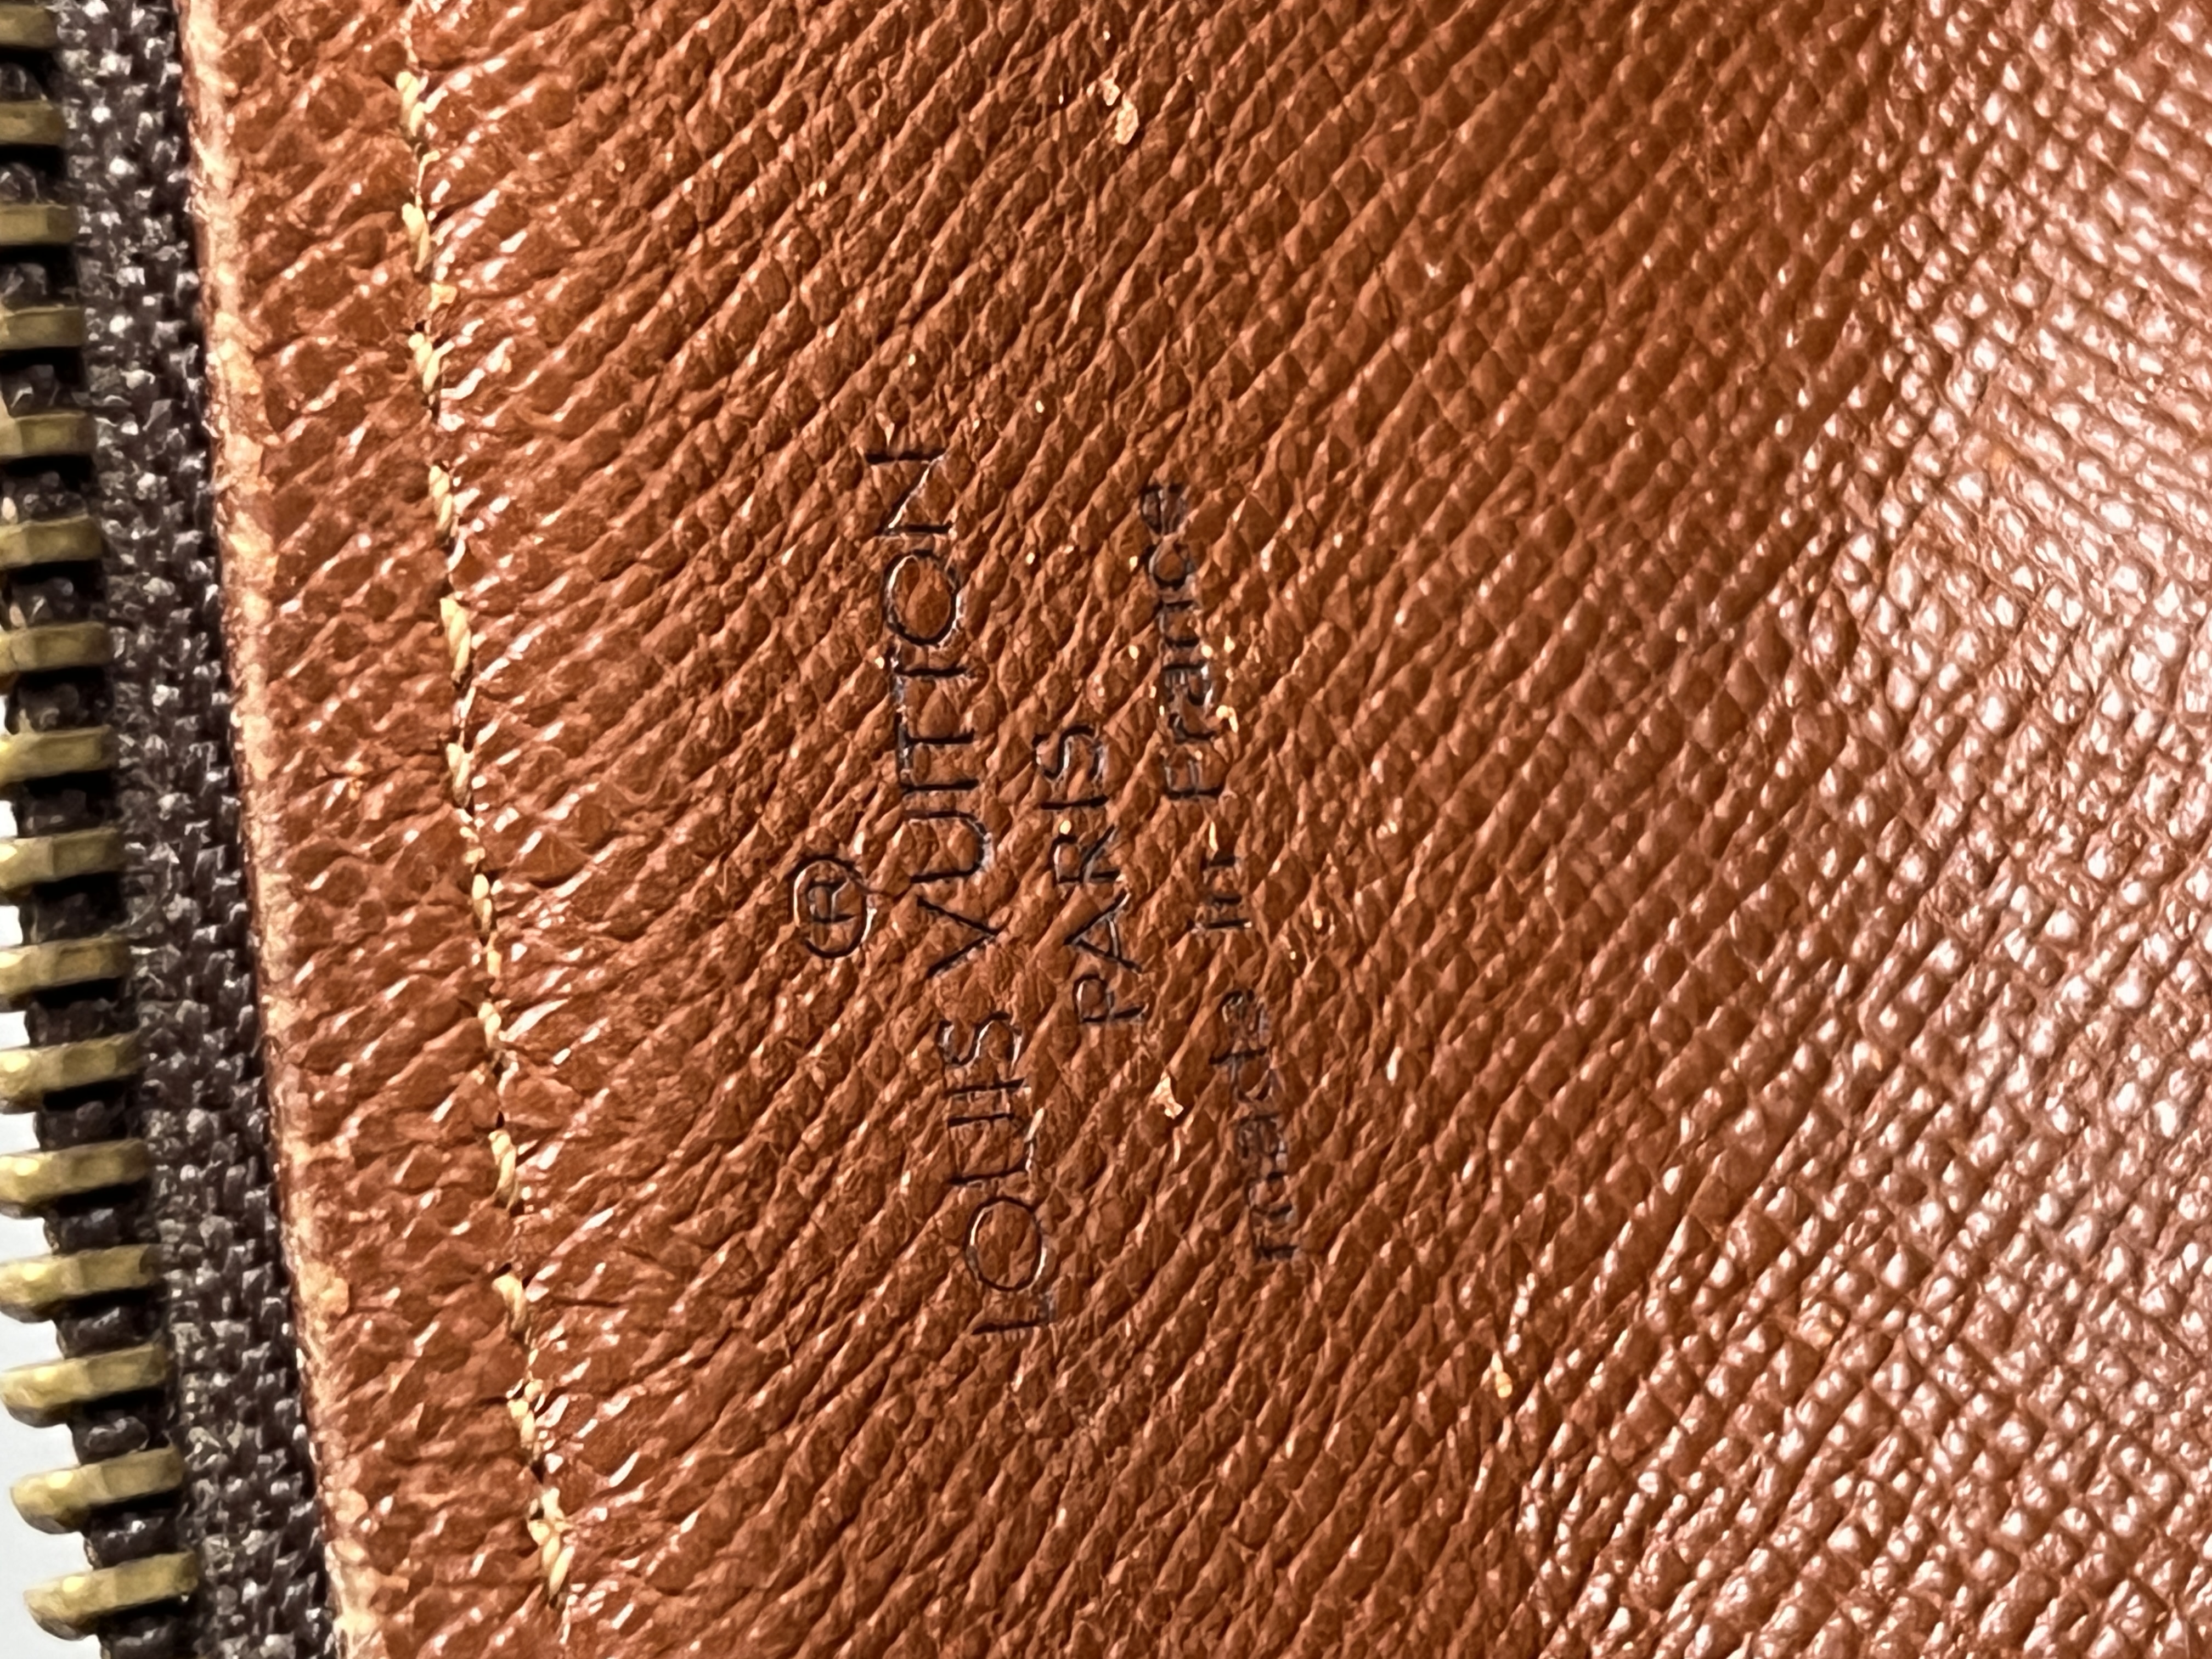 ®
LOUIS VUITTON
PARIS
made in France